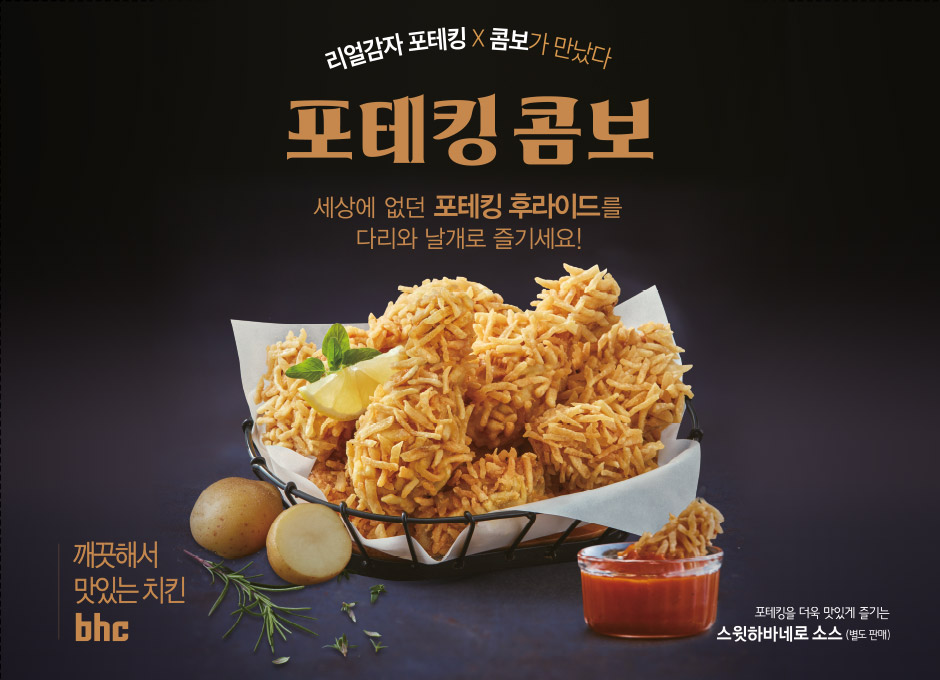 리얼감자 포테킹 X 콤보가 만났다
포테킹 콤보
세상에 없던 포테킹 후라이드를
다리와 날개로 즐기세요!
깨끗해서
맛있는 치킨
bhc
포테킹을 더욱 맛있게 즐기는
스윗하바네로 소스 (별도 판매)